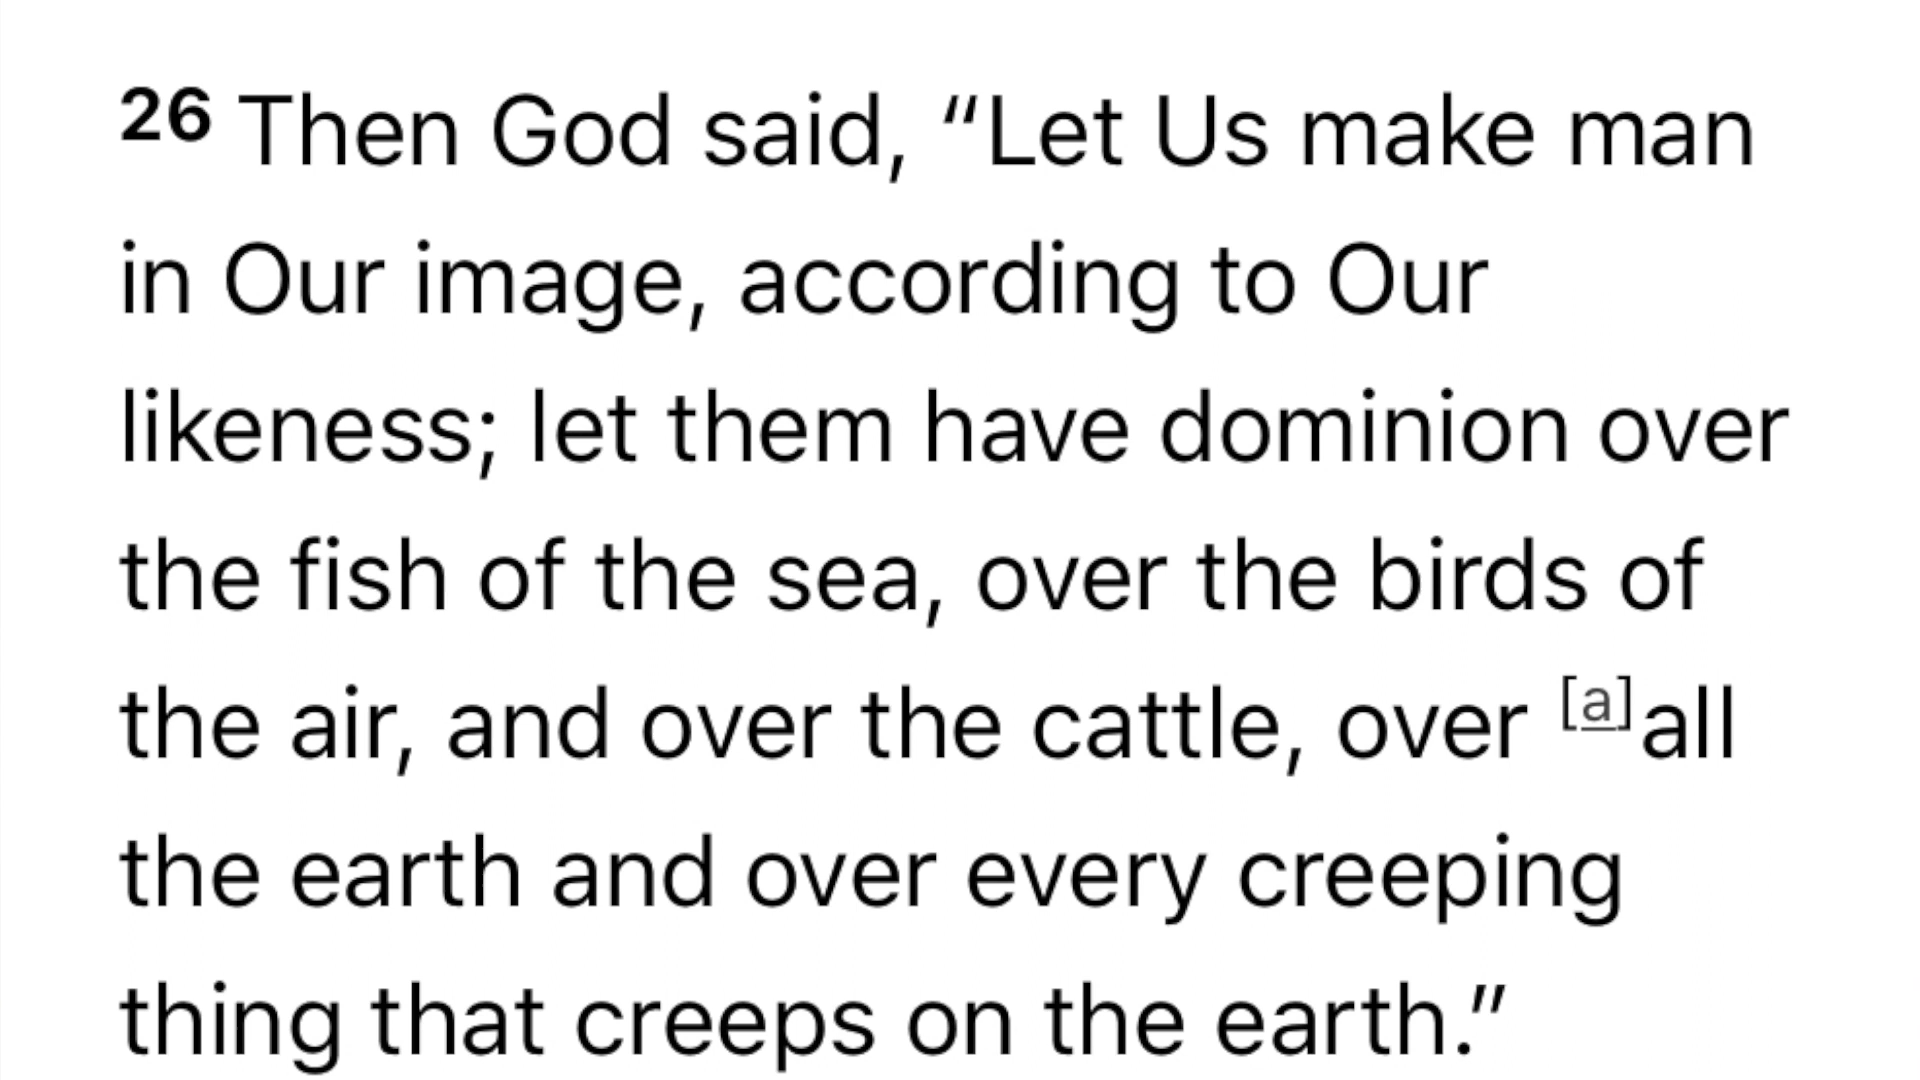 26 Then God said, “Let Us make man
in Our image, according to Our
likeness; let them have dominion over
the fish of the sea, over the birds of
the air, and over the cattle, over [a]all
the earth and over every creeping
thing that creeps on the earth.”